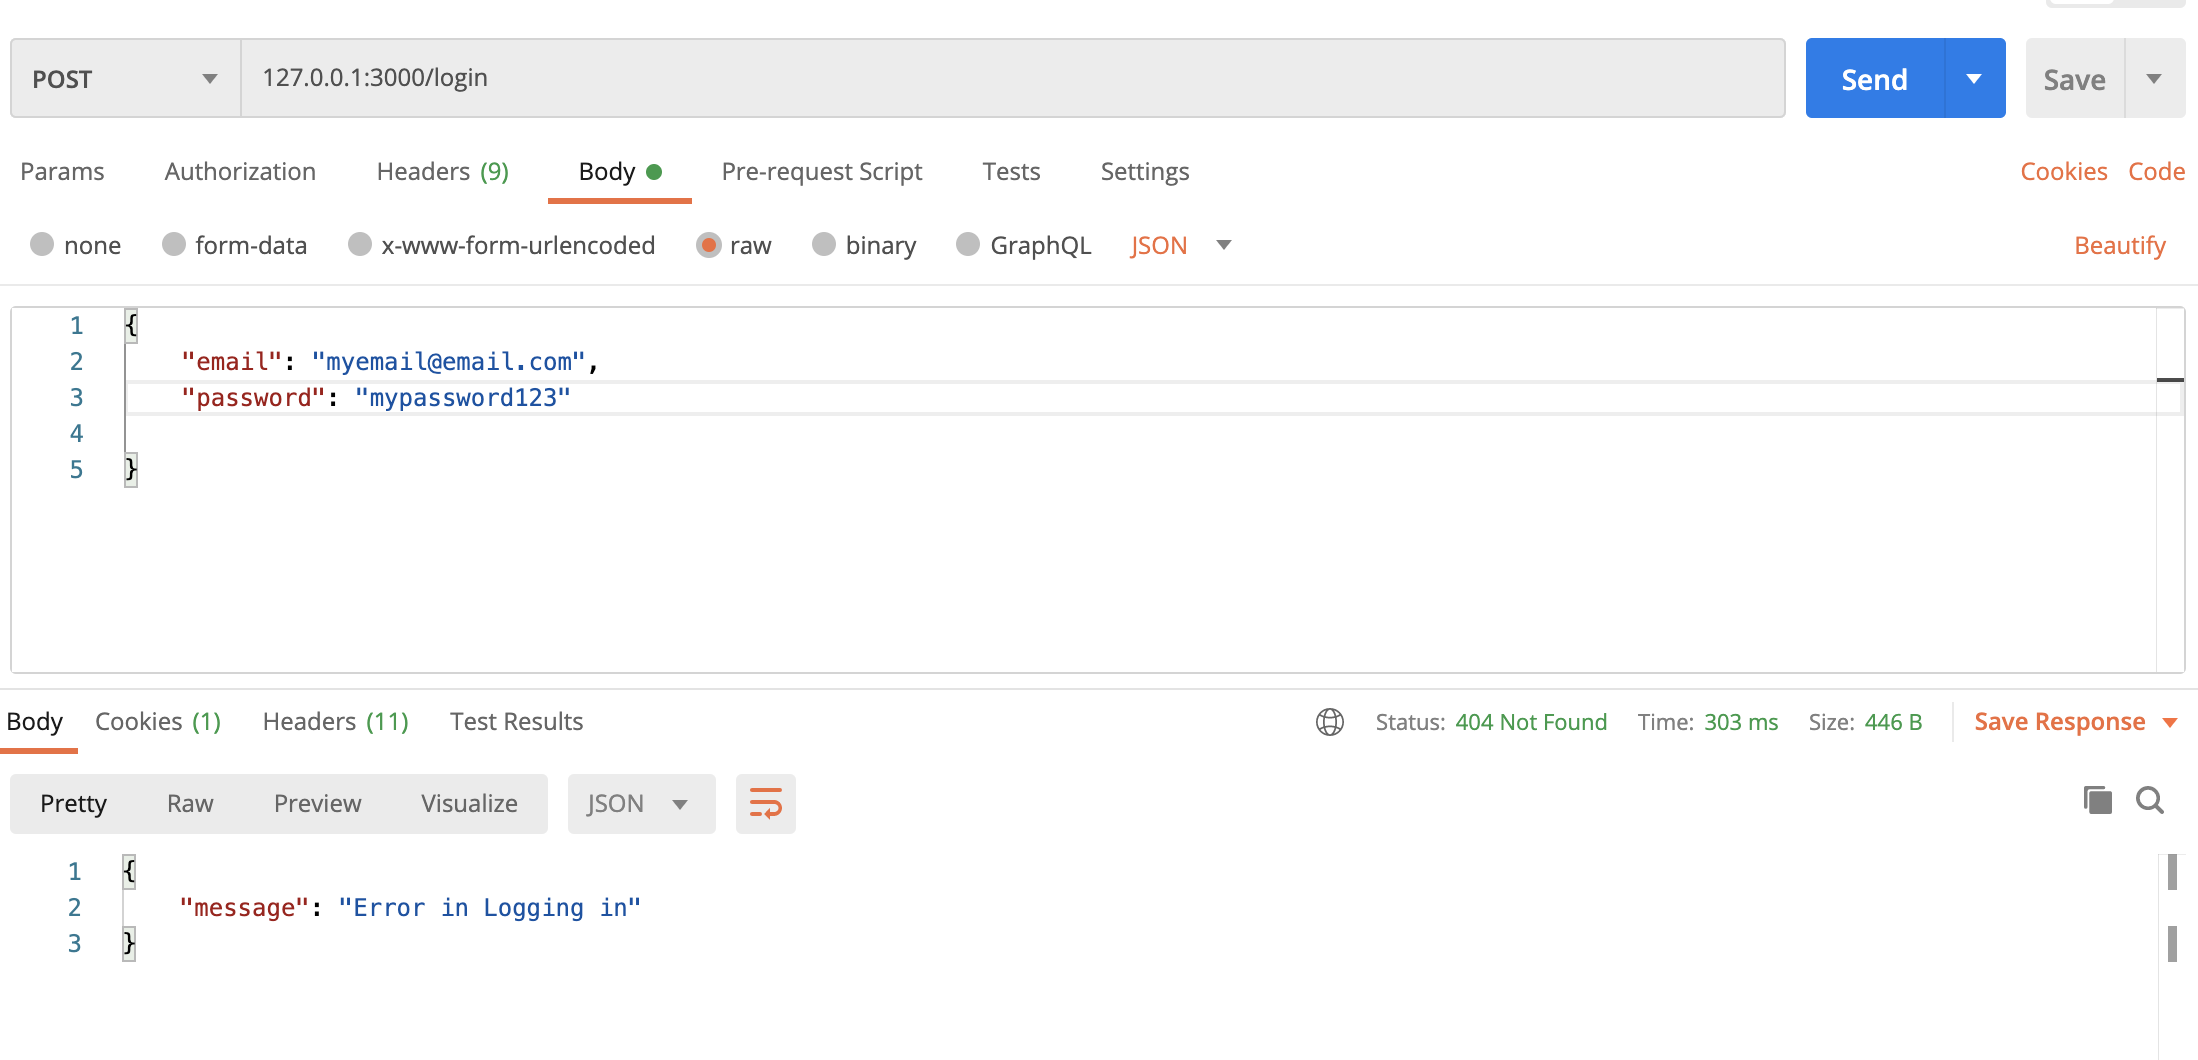 POST 127.0.0.1:3000/login Send Save
Params Authorization Headers (9) Body Pre-request Script Tests Settings Cookies Code
none form-data x-www-form-urlencoded raw binary GraphQL JSON Beautify
1 {
2 "email": "myemail@email.com",
3 "password": "mypassword123"
4
5 }
Body Cookies (1) Headers (11) Test Results Status: 404 Not Found Time: 303 ms Size: 446 B Save Response
Pretty Raw Preview Visualize JSON
1 {
2 "message": "Error in Logging in"
3 }